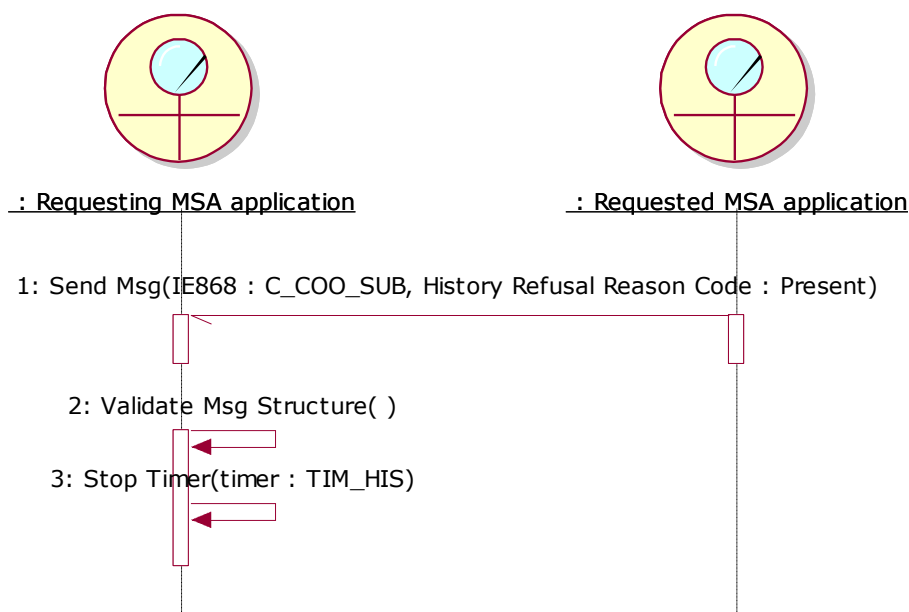 : Requesting MSA application
: Requested MSA application
1: Send Msg(IE868 : C_COO_SUB, History Refusal Reason Code : Present)
2: Validate Msg Structure( )
3: Stop Timer(timer : TIM_HIS)